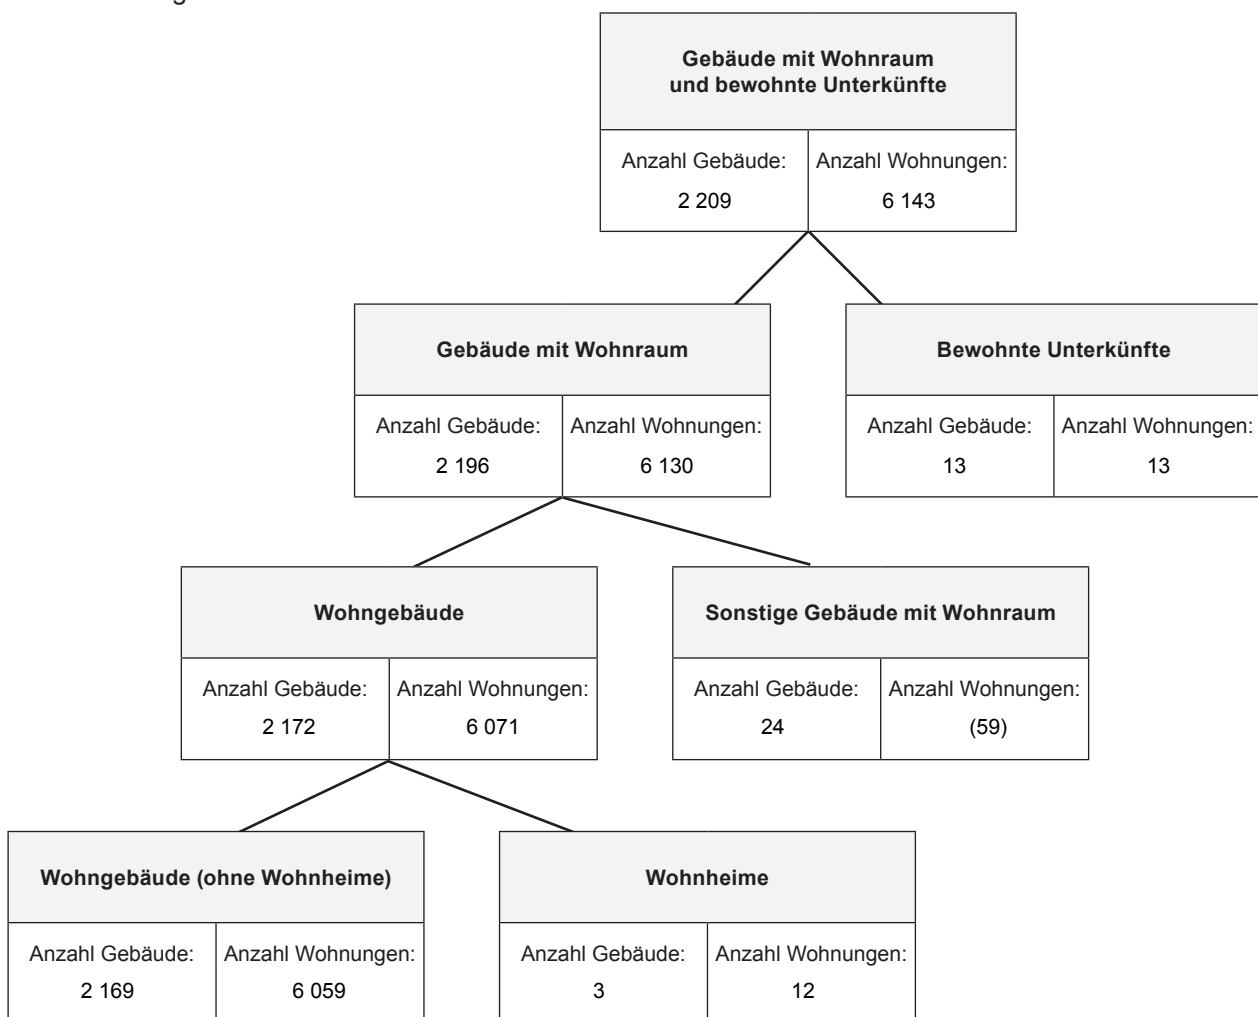 Gebäude mit Wohnraum
und bewohnte Unterkünfte
Anzahl Gebäude: Anzahl Wohnungen:
2 209 6 143
Gebäude mit Wohnraum
Anzahl Gebäude: Anzahl Wohnungen:
2 196 6 130
Bewohnte Unterkünfte
Anzahl Gebäude: Anzahl Wohnungen:
13 13
Wohngebäude
Anzahl Gebäude: Anzahl Wohnungen:
2 172 6 071
Sonstige Gebäude mit Wohnraum
Anzahl Gebäude: Anzahl Wohnungen:
24 (59)
Wohngebäude (ohne Wohnheime)
Anzahl Gebäude: Anzahl Wohnungen:
2 169 6 059
Wohnheime
Anzahl Gebäude: Anzahl Wohnungen:
3 12